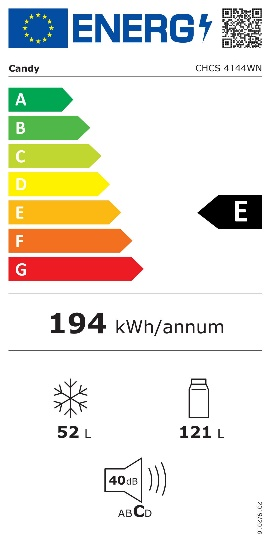 ENERG
Candy CHCS 4144WN
A
B
C
D
E
E
F
G
194 kWh/annum
52 L 121 L
40dB
ABCD